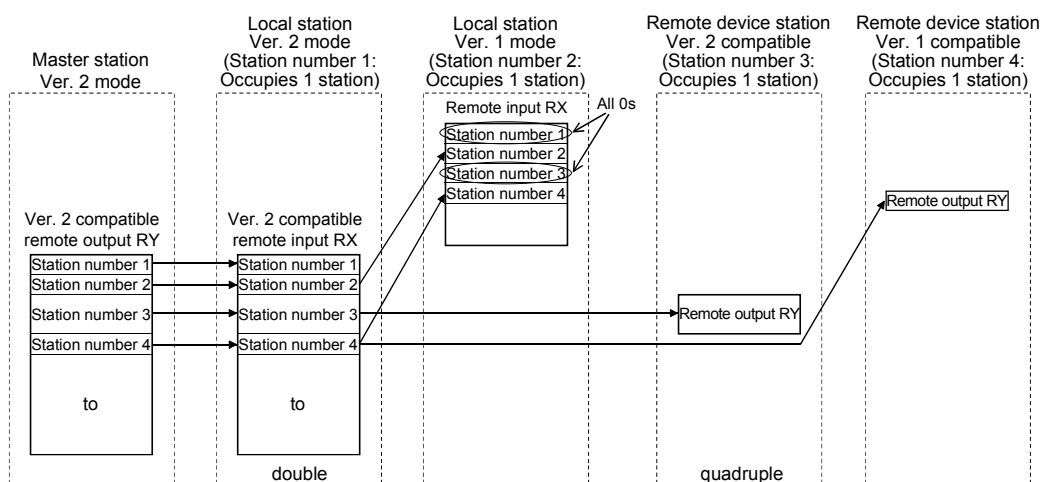 Master station
Ver. 2 mode
Local station
Ver. 2 mode
(Station number 1:
Occupies 1 station)
Local station
Ver. 1 mode
(Station number 2:
Occupies 1 station)
Remote device station
Ver. 2 compatible
(Station number 3:
Occupies 1 station)
Remote device station
Ver. 1 compatible
(Station number 4:
Occupies 1 station)
Remote input RX
All 0s
Station number 1
Station number 2
Station number 3
Station number 4
Remote output RY
Ver. 2 compatible
remote output RY
Station number 1
Station number 2
Station number 3
Station number 4
to
Ver. 2 compatible
remote input RX
Station number 1
Station number 2
Station number 3
Station number 4
to
Remote output RY
double
quadruple